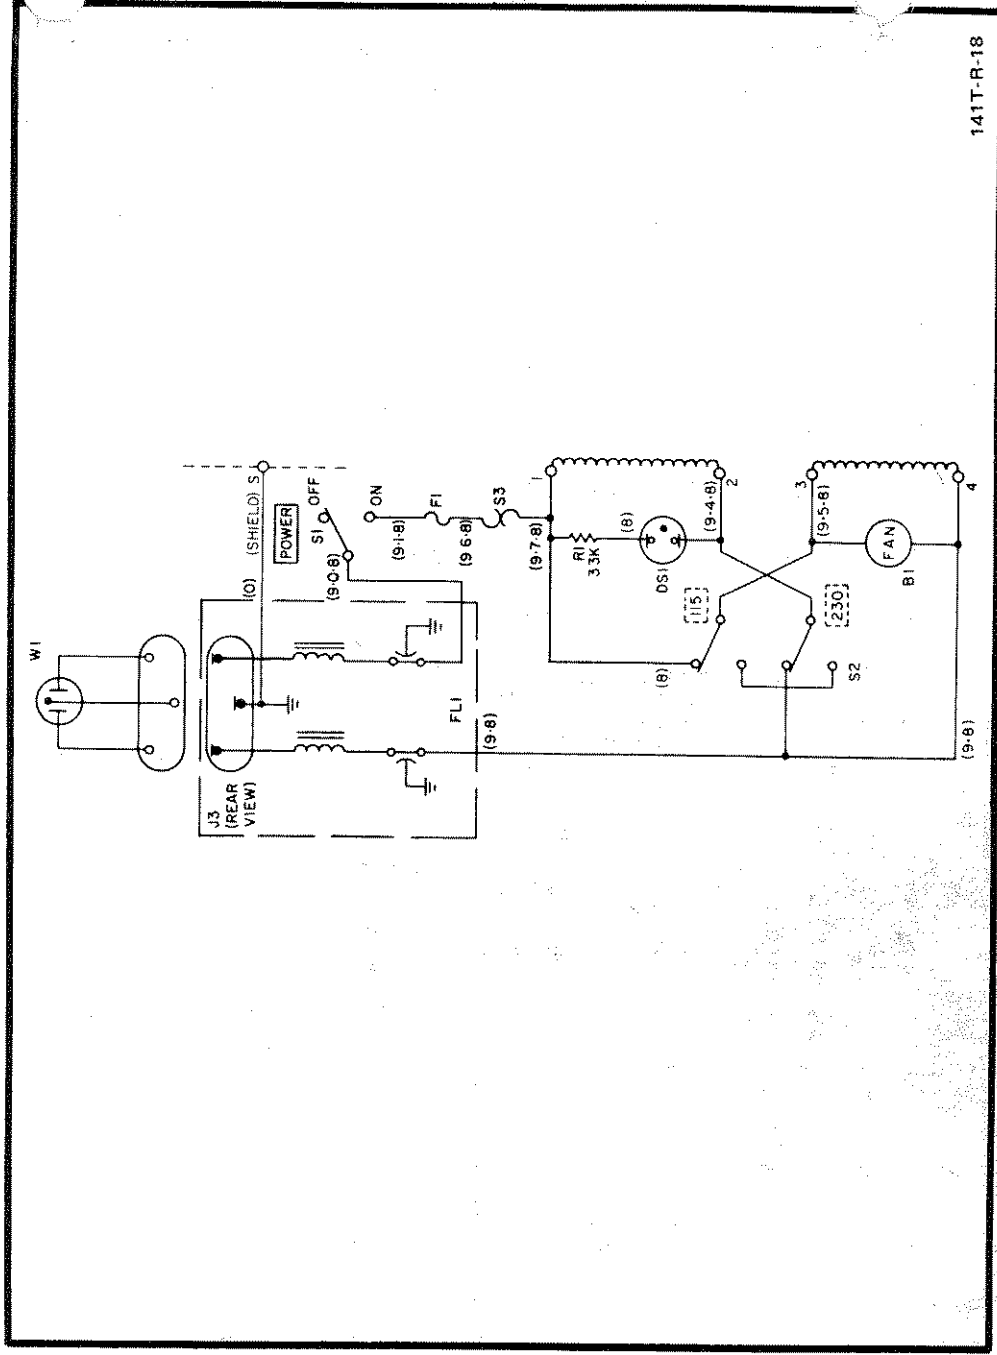 141T-R-18
W1
J3
(REAR
VIEW)
(0)
(SHIELD) S
POWER
S1
OFF
ON
(9·0·8)
(9·1·8)
F1
(9 6·8)
S3
FL1
(9·8)
(9·7·8)
1
R1
33K
(8)
DS1
(9·4·8)
2
115
(8)
230
S2
3
(9·5·8)
FAN
B1
4
(9·8)